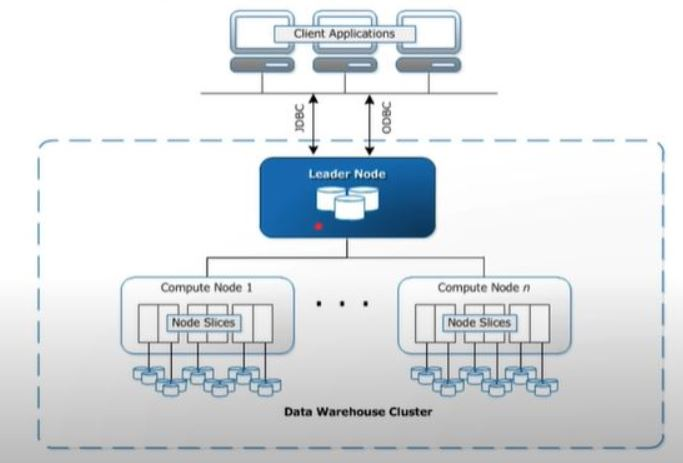 Client Applications
JDBC
ODBC
Leader Node
Compute Node 1
Compute Node n
Node Slices
Node Slices
Data Warehouse Cluster